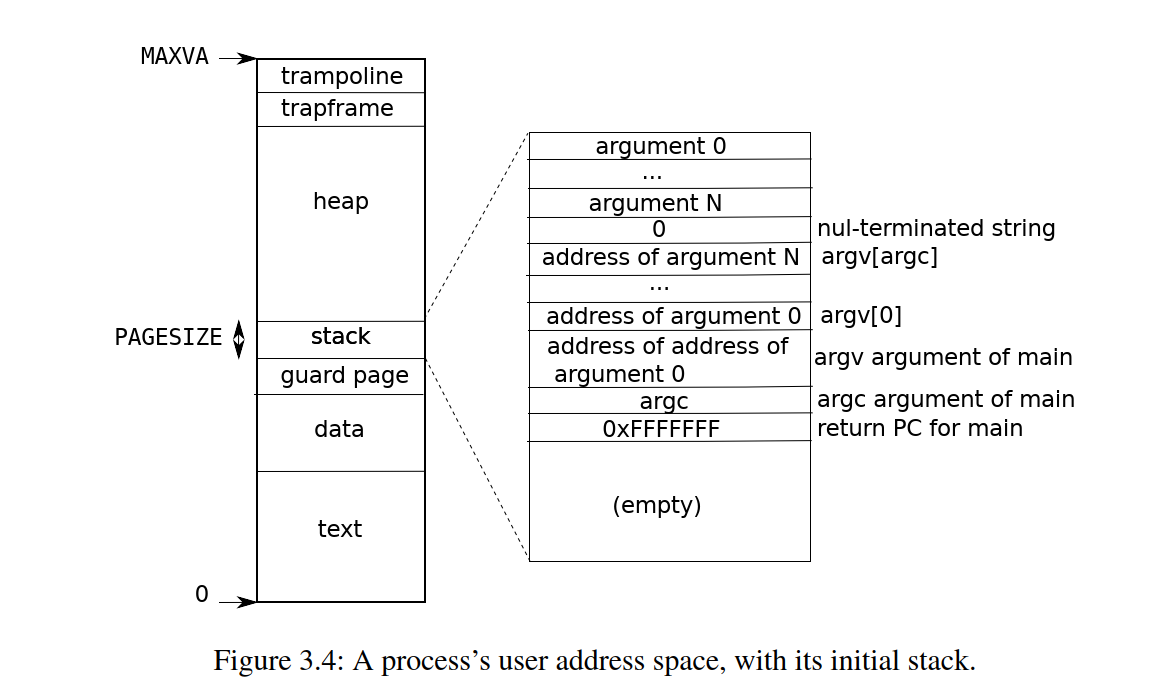 MAXVA
trampoline
trapframe
heap
PAGESIZE
stack
guard page
data
text
0
argument 0
...
argument N
0
nul-terminated string
address of argument N
argv[argc]
...
address of argument 0
argv[0]
address of address of
argument 0
argv argument of main
argc
argc argument of main
0xFFFFFFF
return PC for main
(empty)
Figure 3.4: A process’s user address space, with its initial stack.